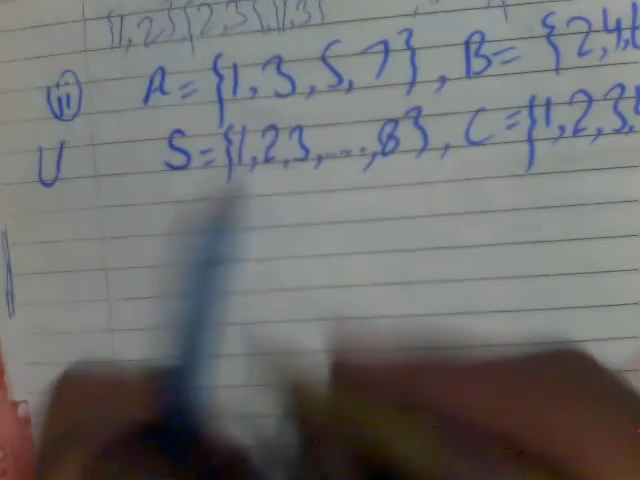 {1,2}{2,3},{1,3}
(ii) A = {1, 3, 5, 7}, B = {2, 4,
U S = {1, 2, 3, ..., 8}, C = {1, 2, 3,